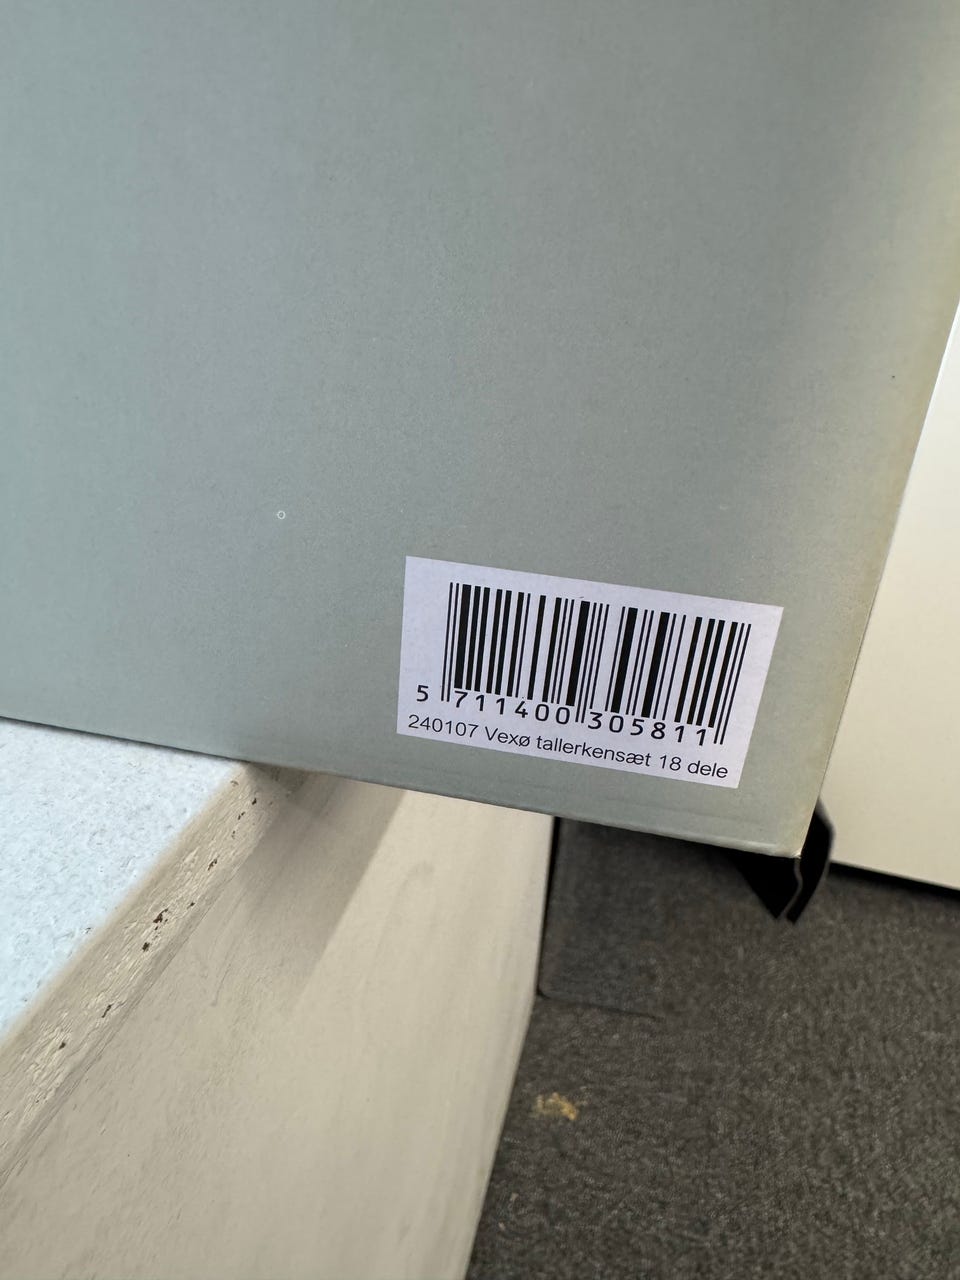 5 711400 305811
240107 Vexø tallerkensæt 18 dele